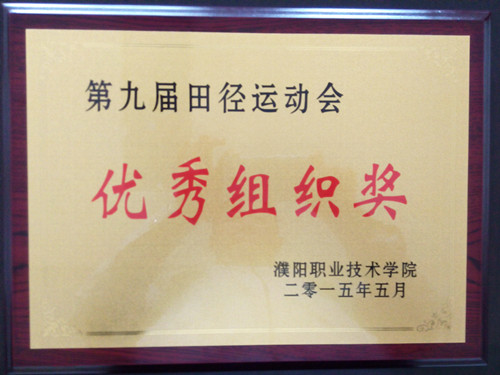 第九届田径运动会
优秀组织奖
濮阳职业技术学院
二零一五年五月